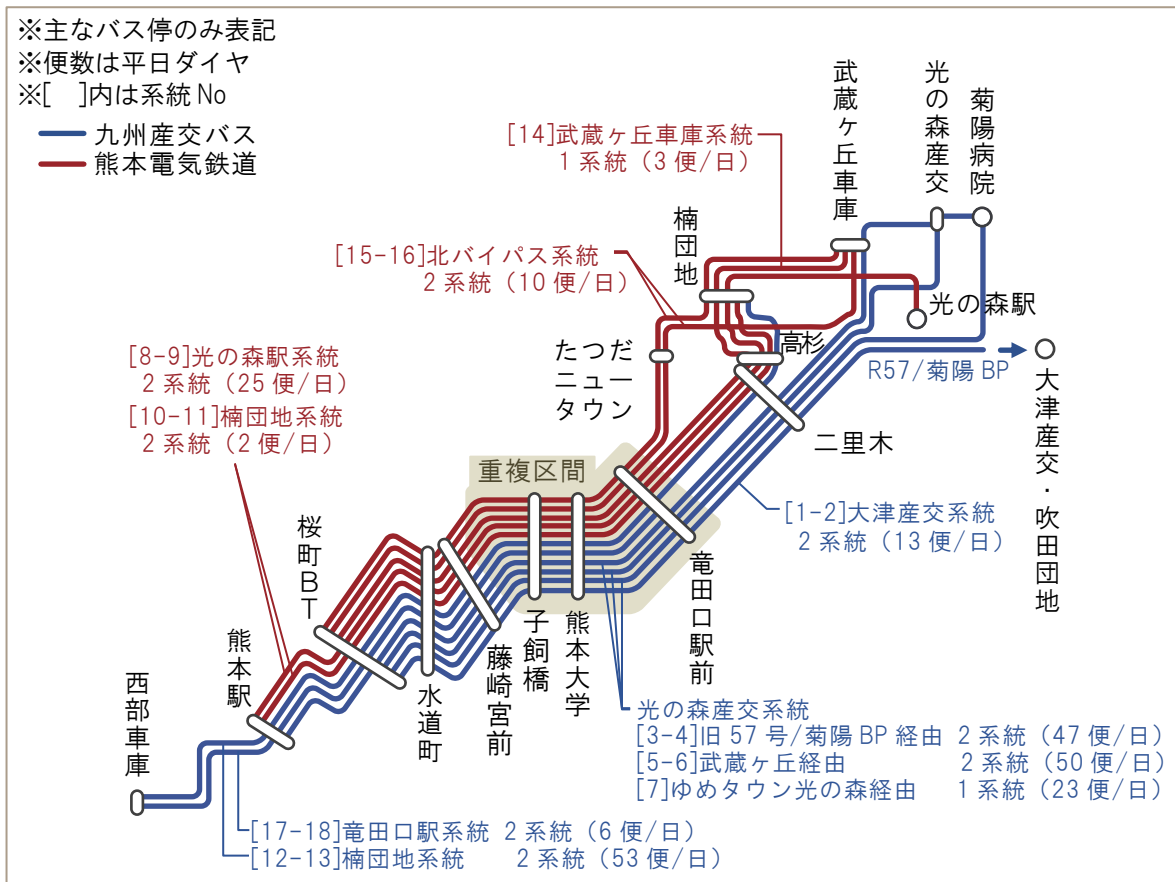 ※主なバス停のみ表記
※便数は平日ダイヤ
※[　]内は系統No
九州産交バス
熊本電気鉄道
[14]武蔵ヶ丘車庫系統
1系統（3便/日）
武蔵ヶ丘車庫
光の森産交
菊陽病院
[15-16]北バイパス系統
2系統（10便/日）
楠団地
光の森駅
[8-9]光の森駅系統
2系統（25便/日）
[10-11]楠団地系統
2系統（2便/日）
たつだ
ニュー
タウン
高杉
R57/菊陽BP
大津産交・吹田団地
二里木
重複区間
[1-2]大津産交系統
2系統（13便/日）
桜町BT
熊本駅
西部車庫
水道町
藤崎宮前
子飼橋
熊本大学
竜田口駅前
光の森産交系統
[3-4]旧57号/菊陽BP経由 2系統（47便/日）
[5-6]武蔵ヶ丘経由 2系統（50便/日）
[7]ゆめタウン光の森経由 1系統（23便/日）
[17-18]竜田口駅系統 2系統（6便/日）
[12-13]楠団地系統 2系統（53便/日）